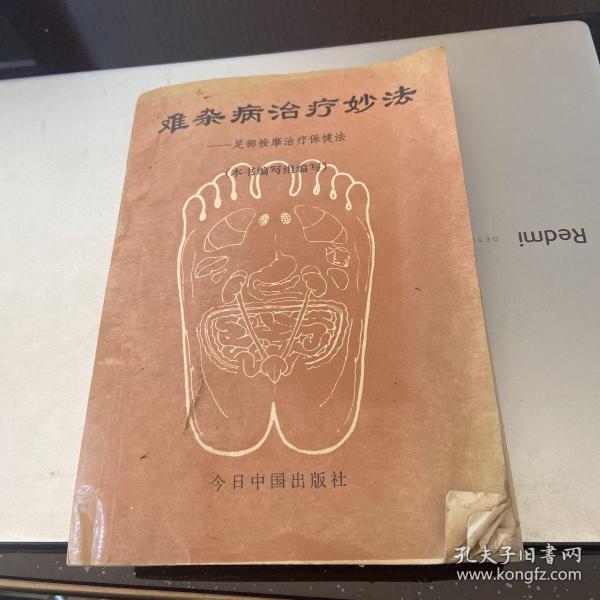 难杂病治疗妙法
——足部按摩治疗保健法
（本书编写组编写）
今日中国出版社
Redmi
孔夫子旧书网
www.kongfz.com